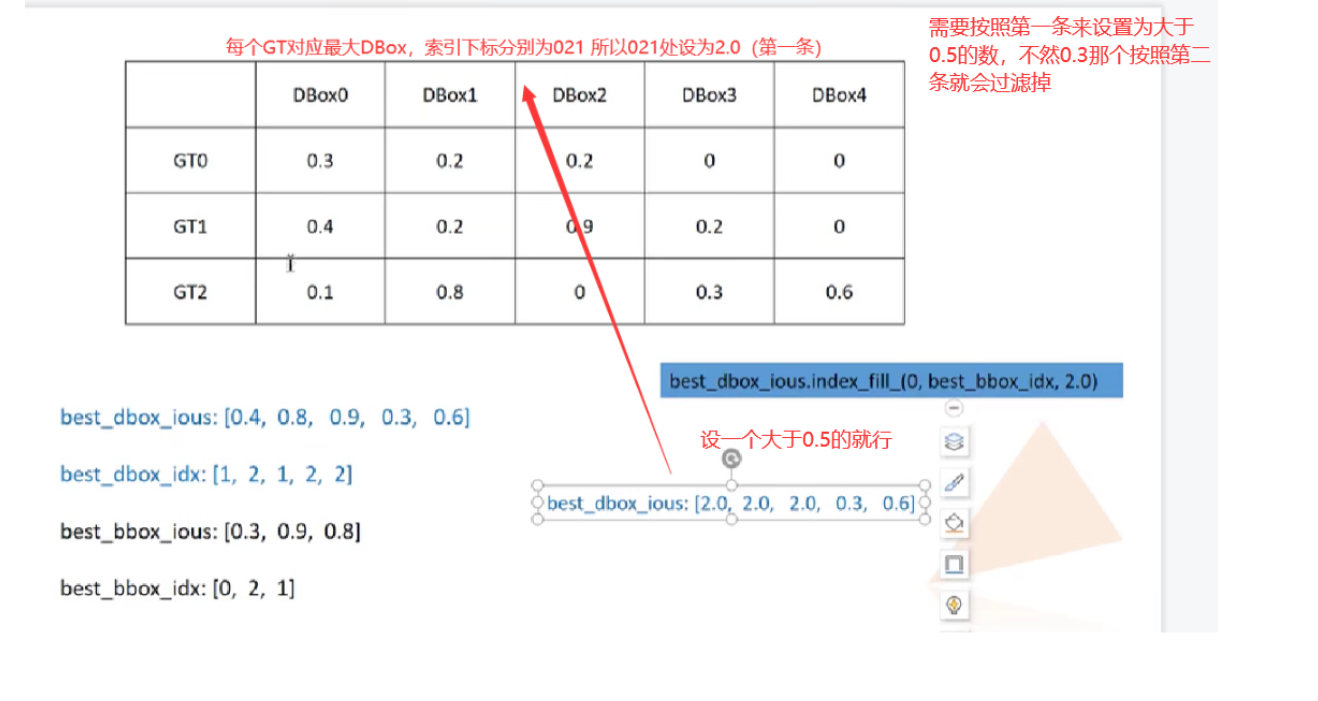 每个GT对应最大DBox，索引下标分别为021 所以021处设为2.0（第一条）
需要按照第一条来设置为大于
0.5的数，不然0.3那个按照第二
条就会过滤掉
DBox0 DBox1 DBox2 DBox3 DBox4
GT0 0.3 0.2 0.2 0 0
GT1 0.4 0.2 0.9 0.2 0
GT2 0.1 0.8 0 0.3 0.6
best_dbox_ious.index_fill_(0, best_bbox_idx, 2.0)
best_dbox_ious: [0.4, 0.8, 0.9, 0.3, 0.6]
设一个大于0.5的就行
best_dbox_idx: [1, 2, 1, 2, 2]
best_dbox_ious: [2.0, 2.0, 2.0, 0.3, 0.6]
best_bbox_ious: [0.3, 0.9, 0.8]
best_bbox_idx: [0, 2, 1]